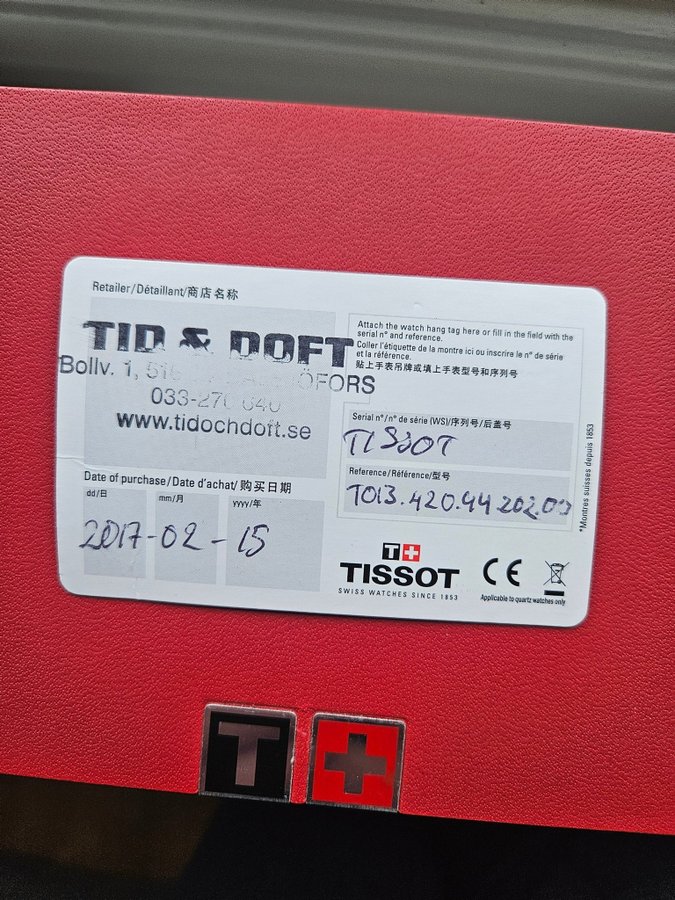 Retailer/Détaillant/商店名称
TID & DOFT
Bollv. 1,
033-27
www.tidochdoft.se
Attach the watch hang tag here or fill in the field with the
serial n° and reference.
Coller l'étiquette de la montre ici ou inscrire le n° de série
et la référence.
贴上手表吊牌或填上手表型号和序列号
Serial n°/n° de série (WS)/序列号/后盖号
TISSOT
Reference/Référence/型号
T013.420.44 202.00
Date of purchase/Date d'achat/购买日期
dd/日 mm/月 yyyy/年
2017-02-15
T+
TISSOT
SWISS WATCHES SINCE 1853
CE
Applicable to quartz watches only
*Montres suisses depuis 1853
T+